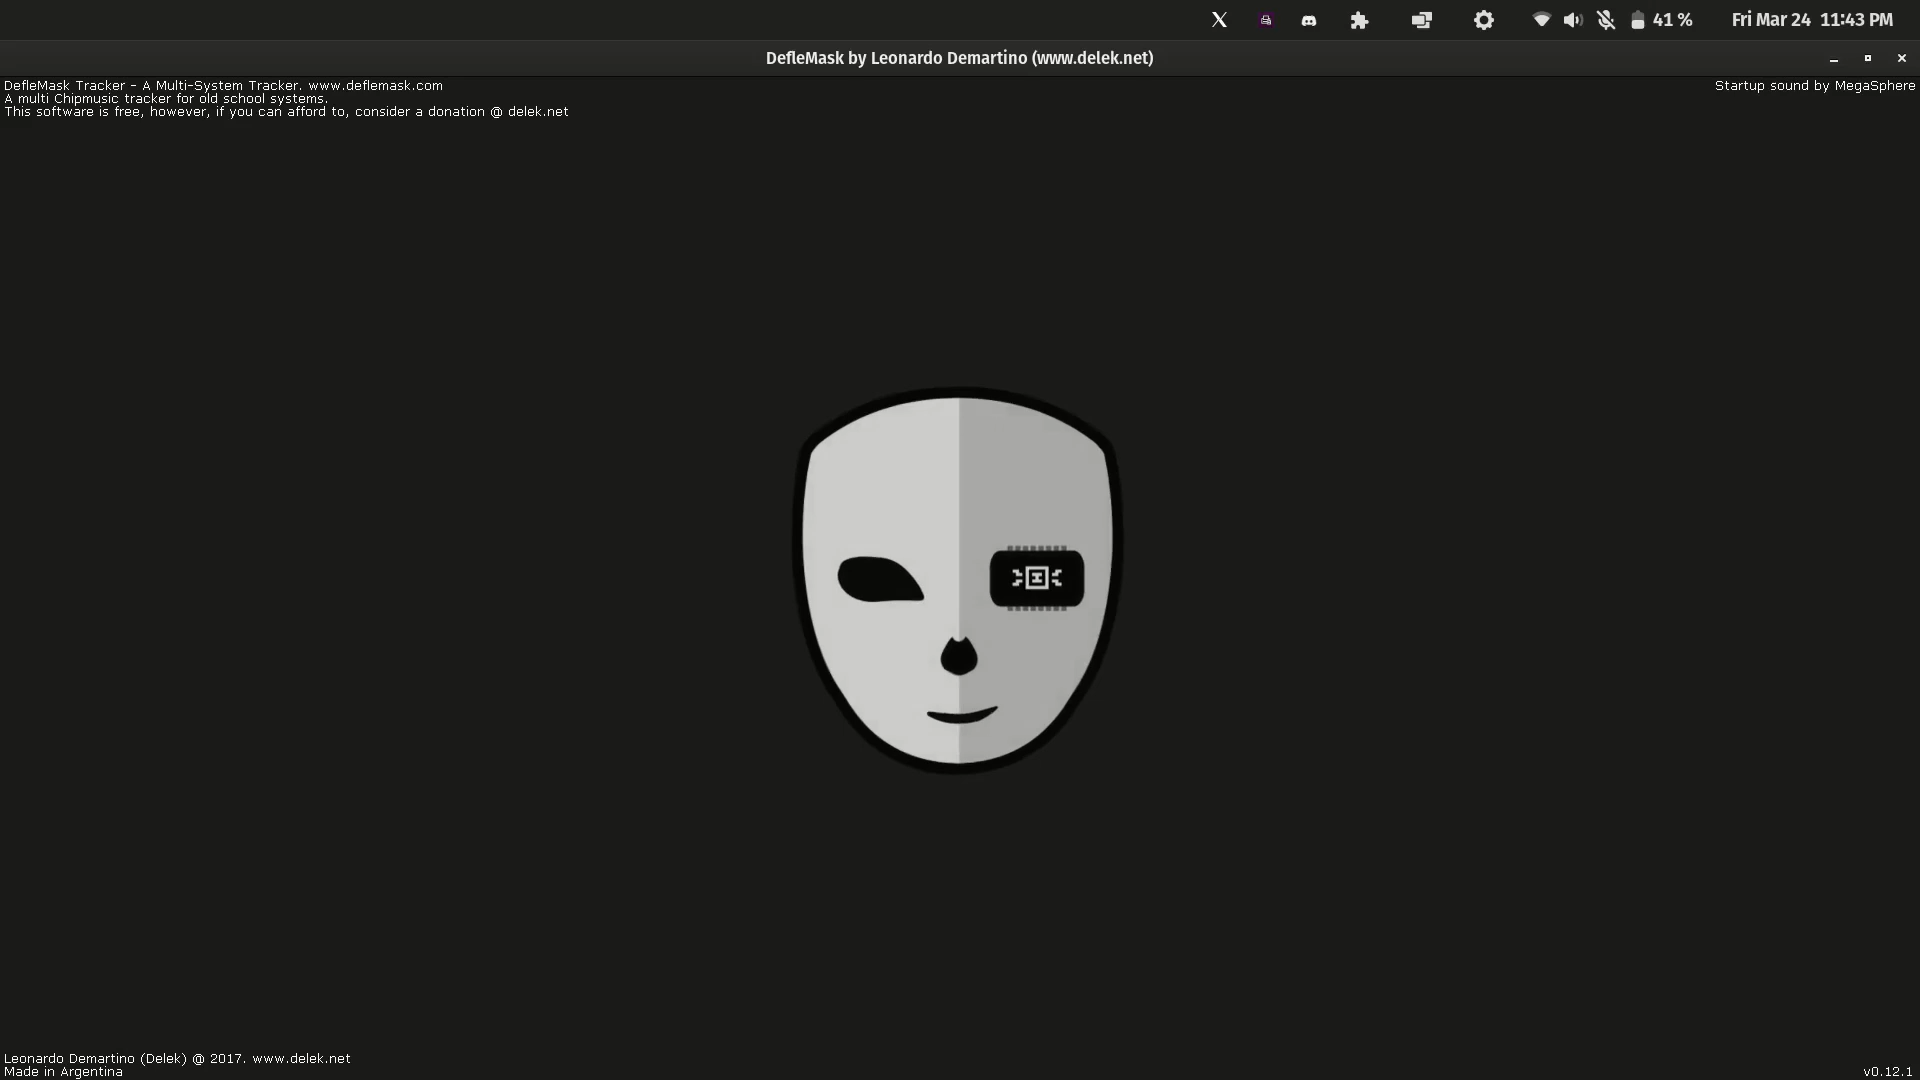 41 %
Fri Mar 24 11:43 PM
DefleMask by Leonardo Demartino (www.delek.net)
DefleMask Tracker - A Multi-System Tracker. www.deflemask.com
Startup sound by MegaSphere
A multi Chipmusic tracker for old school systems.
This software is free, however, if you can afford to, consider a donation @ delek.net
Leonardo Demartino (Delek) @ 2017. www.delek.net
Made in Argentina
v0.12.1